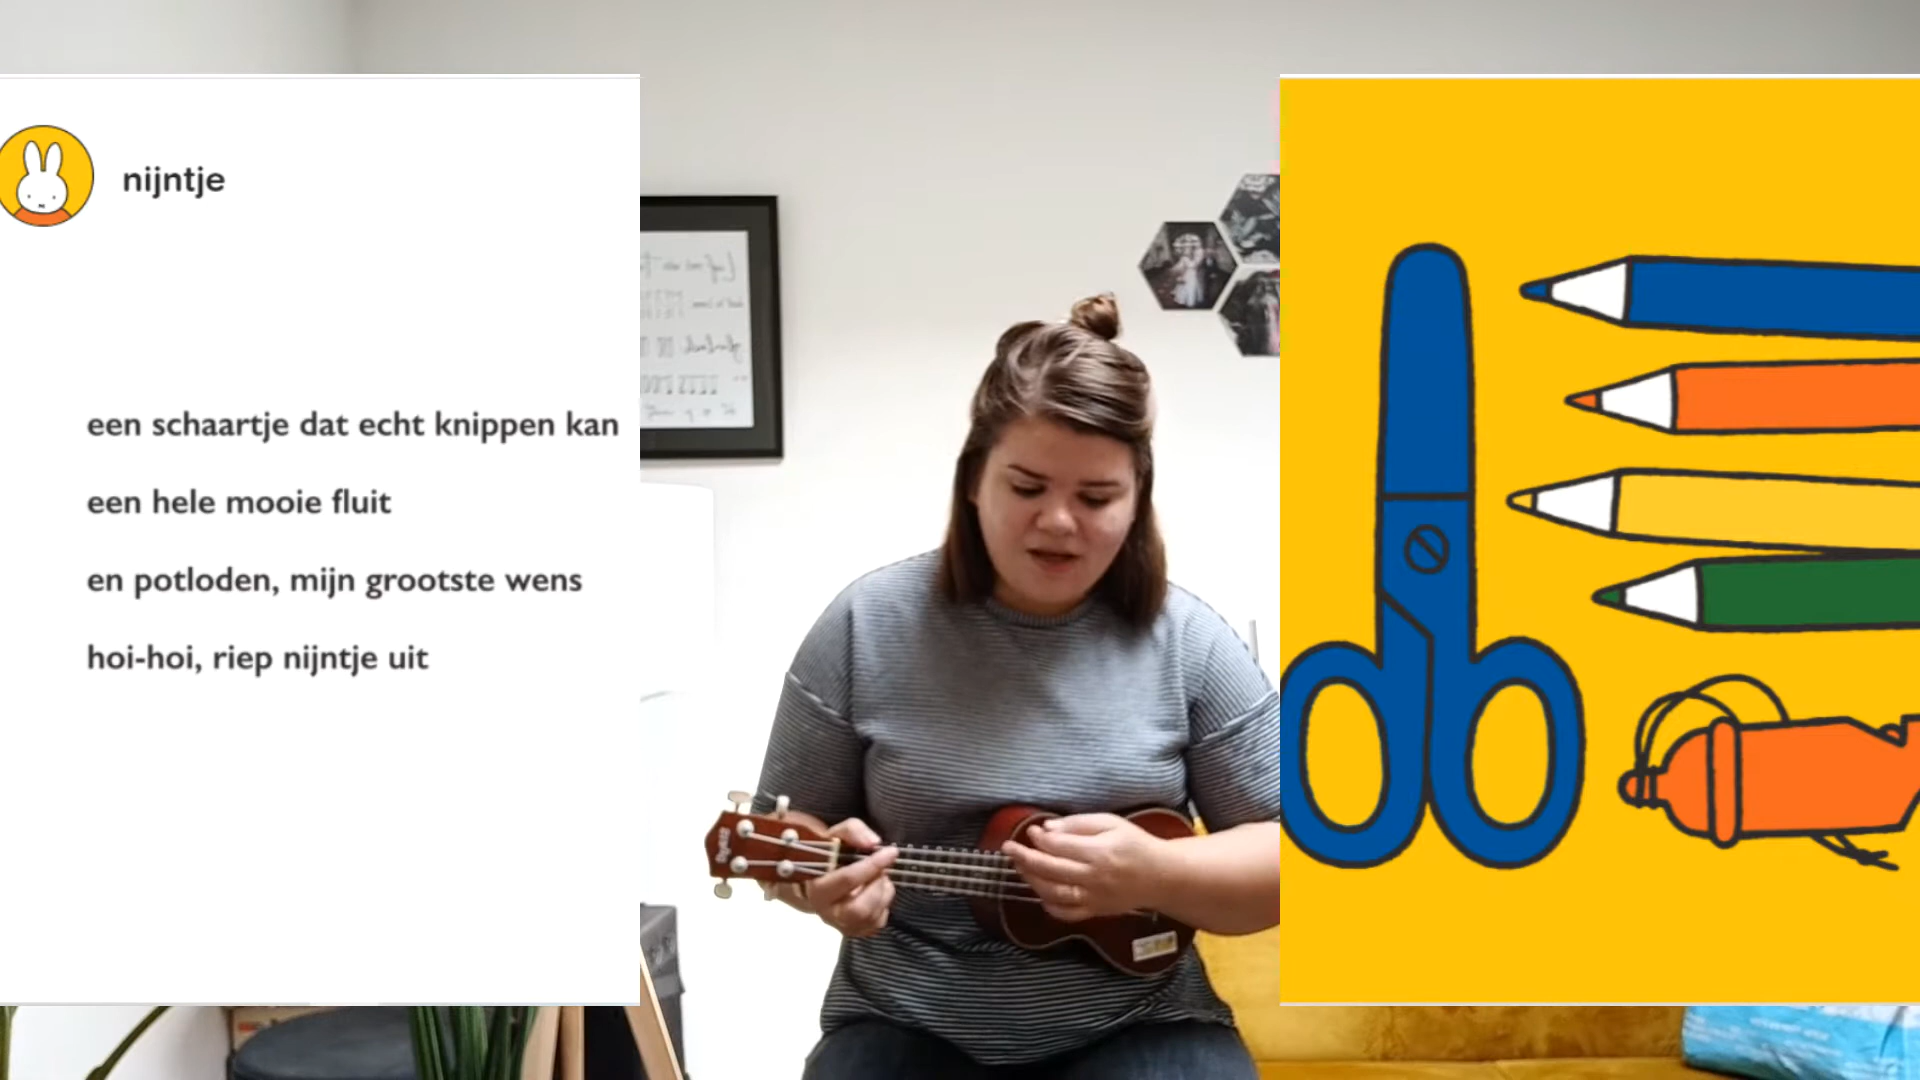 nijntje
een schaartje dat echt knippen kan
een hele mooie fluit
en potloden, mijn grootste wens
hoi-hoi, riep nijntje uit